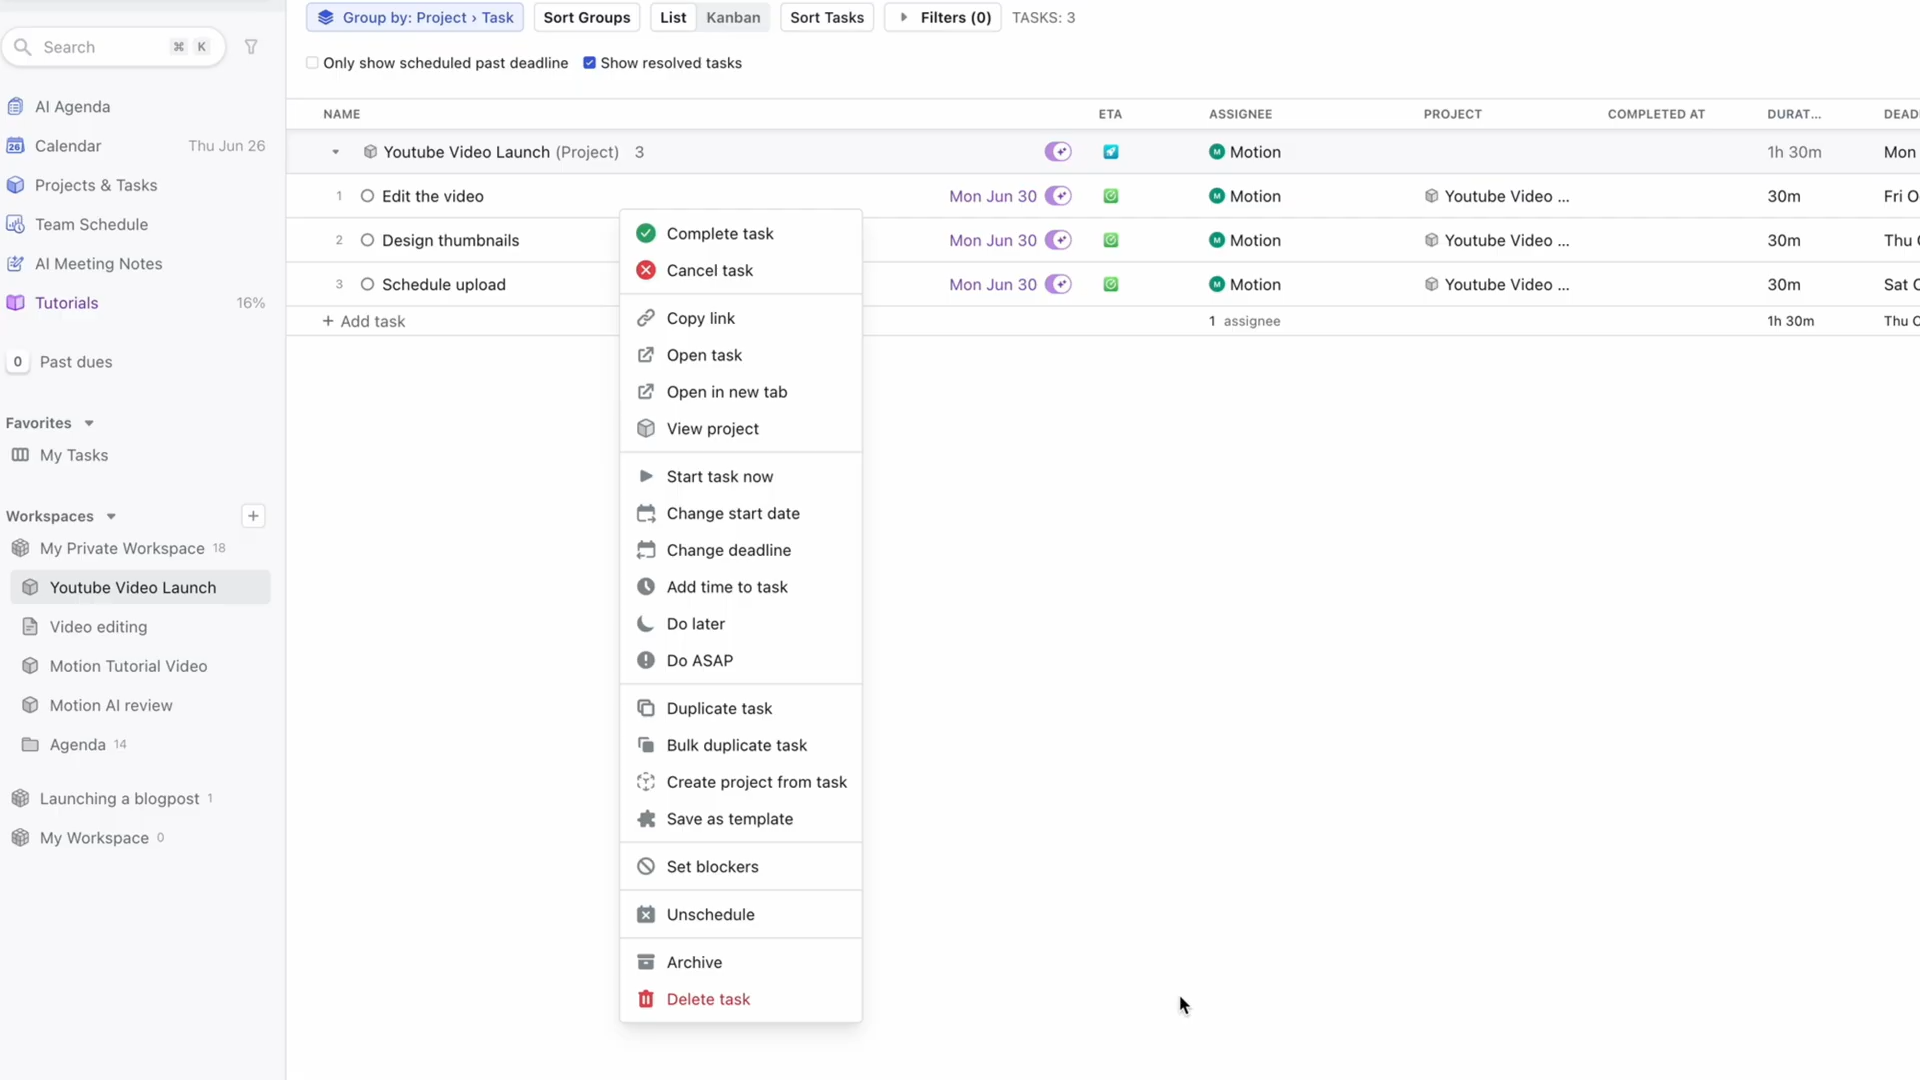 Group by: Project › Task
Sort Groups
List
Kanban
Sort Tasks
Filters (0)
TASKS: 3
Search
⌘ K
Only show scheduled past deadline
Show resolved tasks
AI Agenda
26
Calendar
Thu Jun 26
Projects & Tasks
Team Schedule
AI Meeting Notes
Tutorials
16%
0 Past dues
Favorites
My Tasks
Workspaces
+
My Private Workspace 18
Youtube Video Launch
Video editing
Motion Tutorial Video
Motion AI review
Agenda 14
Launching a blogpost 1
My Workspace 0
NAME ETA ASSIGNEE PROJECT COMPLETED AT DURAT... DEADL
Youtube Video Launch (Project) 3 M Motion 1h 30m Mon
1 Edit the video Mon Jun 30 M Motion Youtube Video ... 30m Fri O
2 Design thumbnails Mon Jun 30 M Motion Youtube Video ... 30m Thu
3 Schedule upload Mon Jun 30 M Motion Youtube Video ... 30m Sat
+ Add task 1 assignee 1h 30m Thu
Complete task
Cancel task
Copy link
Open task
Open in new tab
View project
Start task now
Change start date
Change deadline
Add time to task
Do later
Do ASAP
Duplicate task
Bulk duplicate task
Create project from task
Save as template
Set blockers
Unschedule
Archive
Delete task